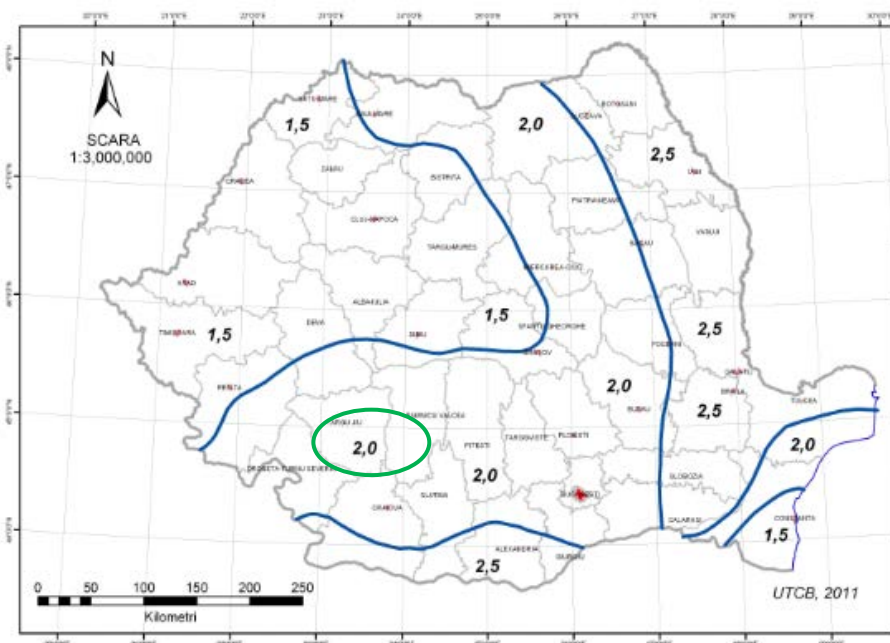 N
SCARA
1:3,000,000
1,5
2,0
2,5
SATU MARE
BAIA MARE
SUCEAVA
BOTOSANI
ZALAU
BISTRITA
IASI
ORADEA
CLUJ-NAPOCA
PIATRA NEAMT
TARGU-MURES
BACAU
VASLUI
MIERCUREA-CIUC
ARAD
ALBA IULIA
1,5
DEVA
SIBIU
1,5
SFANTU GHEORGHE
2,5
TIMISOARA
FOCSANI
BRASOV
GALATI
RESITA
2,0
BUZAU
BRAILA
2,5
TULCEA
RAMNICU VALCEA
TARGU JIU
2,0
PITESTI
TARGOVISTE
PLOIESTI
2,0
DROBETA-TURNU SEVERIN
2,0
SLOBOZIA
SLATINA
BUCURESTI
CRAIOVA
CALARASI
CONSTANTA
1,5
ALEXANDRIA
GIURGIU
2,5
0 50 100 150 200 250
Kilometri
UTCB, 2011